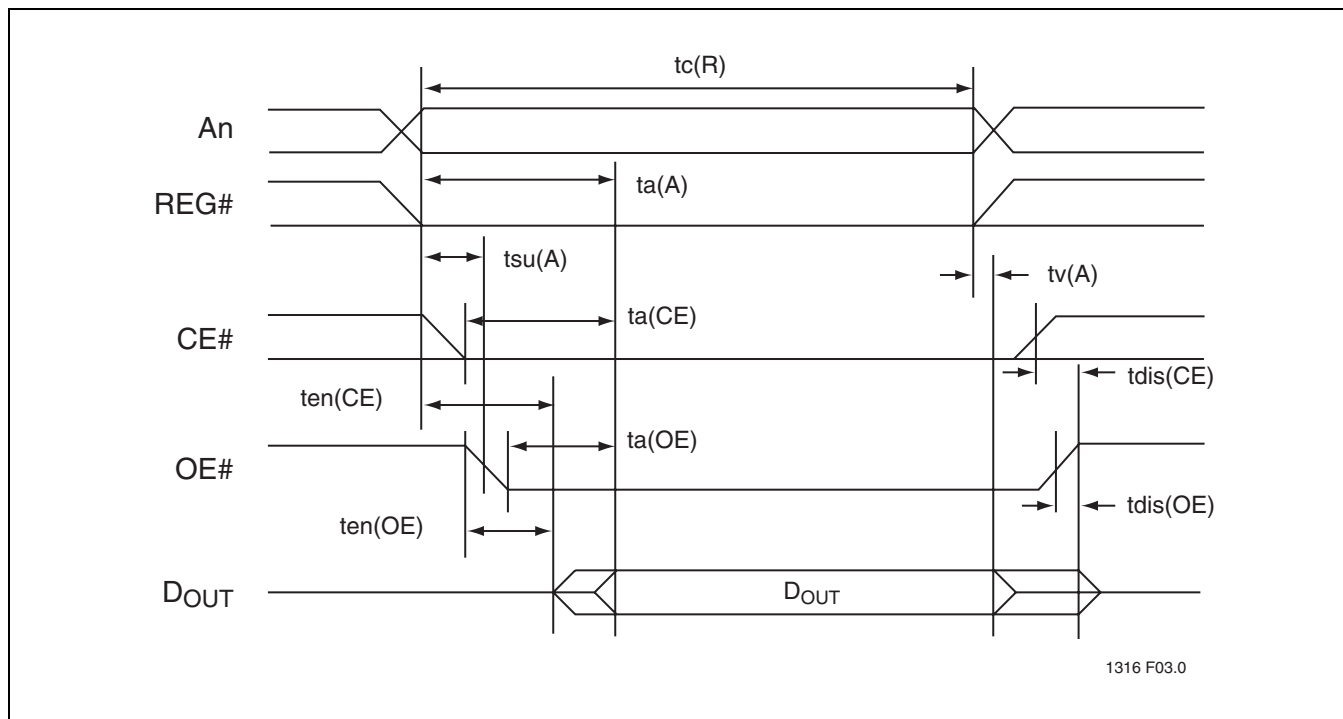 tc(R)
An
ta(A)
REG#
tsu(A)
tv(A)
ta(CE)
CE#
tdis(CE)
ten(CE)
ta(OE)
OE#
tdis(OE)
ten(OE)
DOUT
DOUT
1316 F03.0